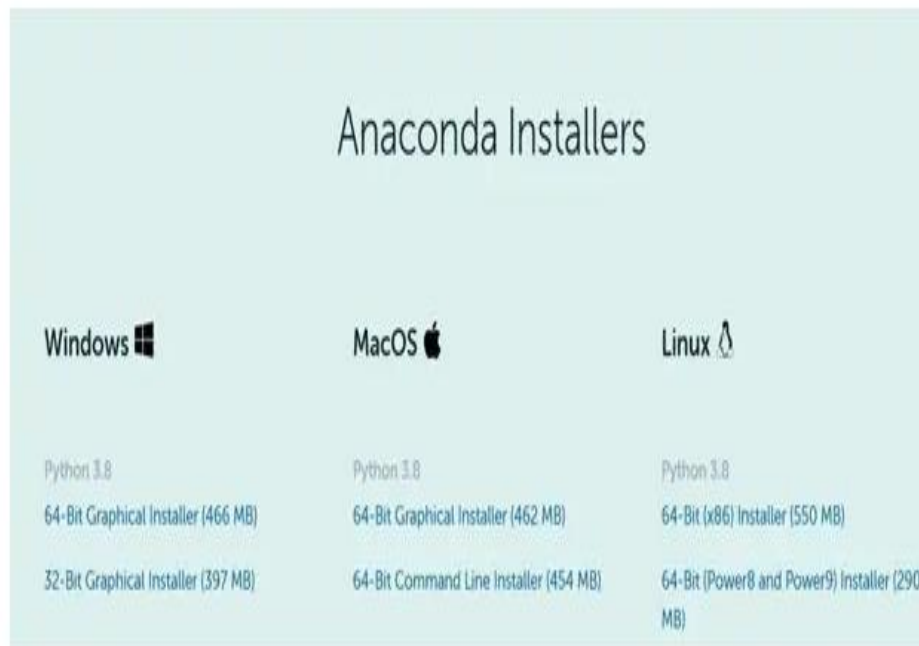 Anaconda Installers
Windows
MacOS
Linux
Python 3.8
64-Bit Graphical Installer (466 MB)
32-Bit Graphical Installer (397 MB)
Python 3.8
64-Bit Graphical Installer (462 MB)
64-Bit Command Line Installer (454 MB)
Python 3.8
64-Bit (x86) Installer (550 MB)
64-Bit (Power8 and Power9) Installer (290
MB)